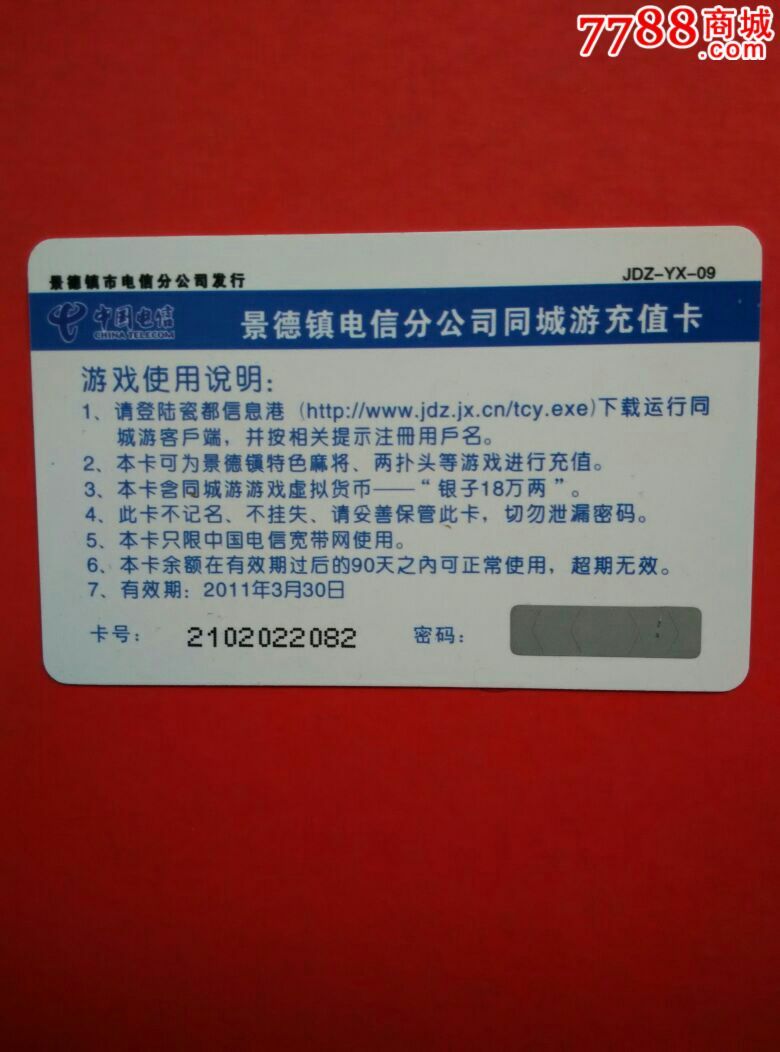 7788商城
.com
景德镇市电信分公司发行
JDZ-YX-09
中国电信
CHINA TELECOM
景德镇电信分公司同城游充值卡
游戏使用说明：
1、请登陆瓷都信息港（http://www.jdz.jx.cn/tcy.exe)下载运行同
城游客户端，并按相关提示注册用户名。
2、本卡可为景德镇特色麻将、两扑头等游戏进行充值。
3、本卡含同城游游戏虚拟货币——“银子18万两”。
4、此卡不记名、不挂失、请妥善保管此卡，切勿泄漏密码。
5、本卡只限中国电信宽带网使用。
6、本卡余额在有效期过后的90天之内可正常使用，超期无效。
7、有效期：2011年3月30日
卡号： 2102022082 密码：